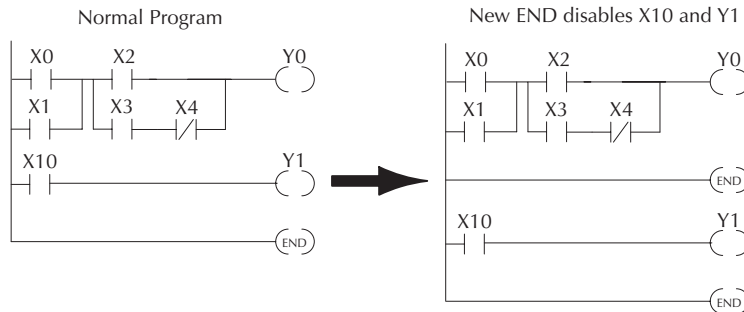 Normal Program
X0 X2 Y0
X1 X3 X4
X10 Y1
END
New END disables X10 and Y1
X0 X2 Y0
X1 X3 X4
END
X10 Y1
END